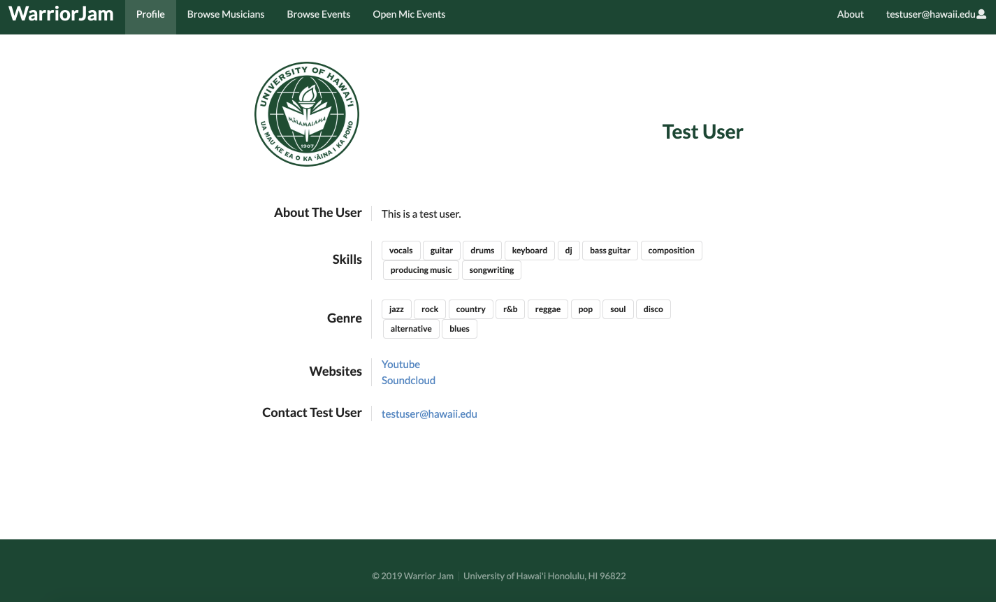 WarriorJam Profile Browse Musicians Browse Events Open Mic Events About testuser@hawaii.edu
UNIVERSITY OF HAWAI'I
MĀLAMALAMA
1907
UA MAU KE EA O KA 'ĀINA I KA PONO
Test User
About The User This is a test user.
Skills
vocals guitar drums keyboard dj bass guitar composition
producing music songwriting
Genre
jazz rock country r&b reggae pop soul disco
alternative blues
Websites
Youtube
Soundcloud
Contact Test User testuser@hawaii.edu
© 2019 Warrior Jam | University of Hawai'i Honolulu, HI 96822